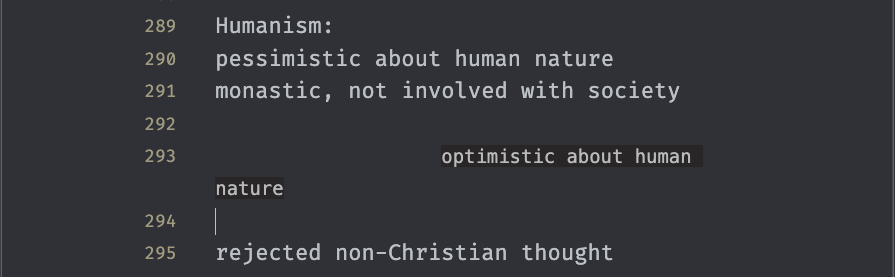 289 Humanism:
290 pessimistic about human nature
291 monastic, not involved with society
292
293 optimistic about human
nature
294
295 rejected non-Christian thought